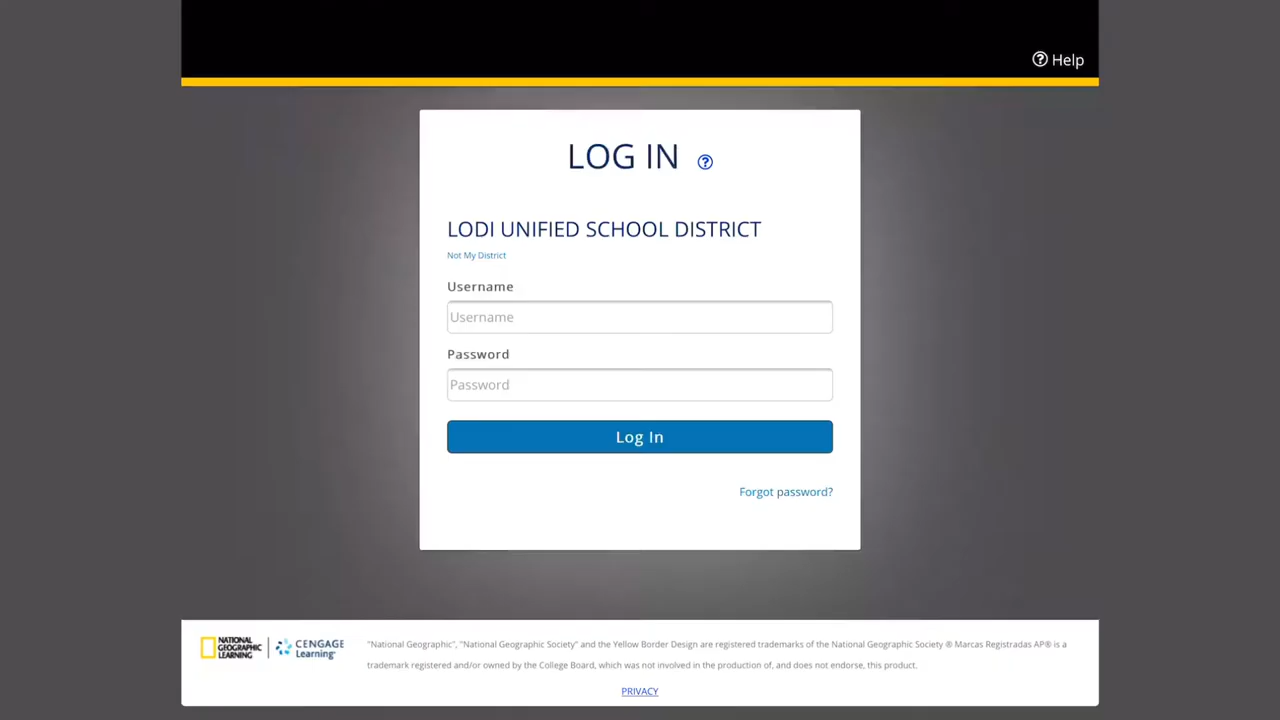 Help
LOG IN
LODI UNIFIED SCHOOL DISTRICT
Not My District
Username
Username
Password
Password
Log In
Forgot password?
NATIONAL
GEOGRAPHIC
LEARNING
CENGAGE
Learning®
"National Geographic", "National Geographic Society" and the Yellow Border Design are registered trademarks of the National Geographic Society ® Marcas Registradas AP® is a
trademark registered and/or owned by the College Board, which was not involved in the production of, and does not endorse, this product.
PRIVACY